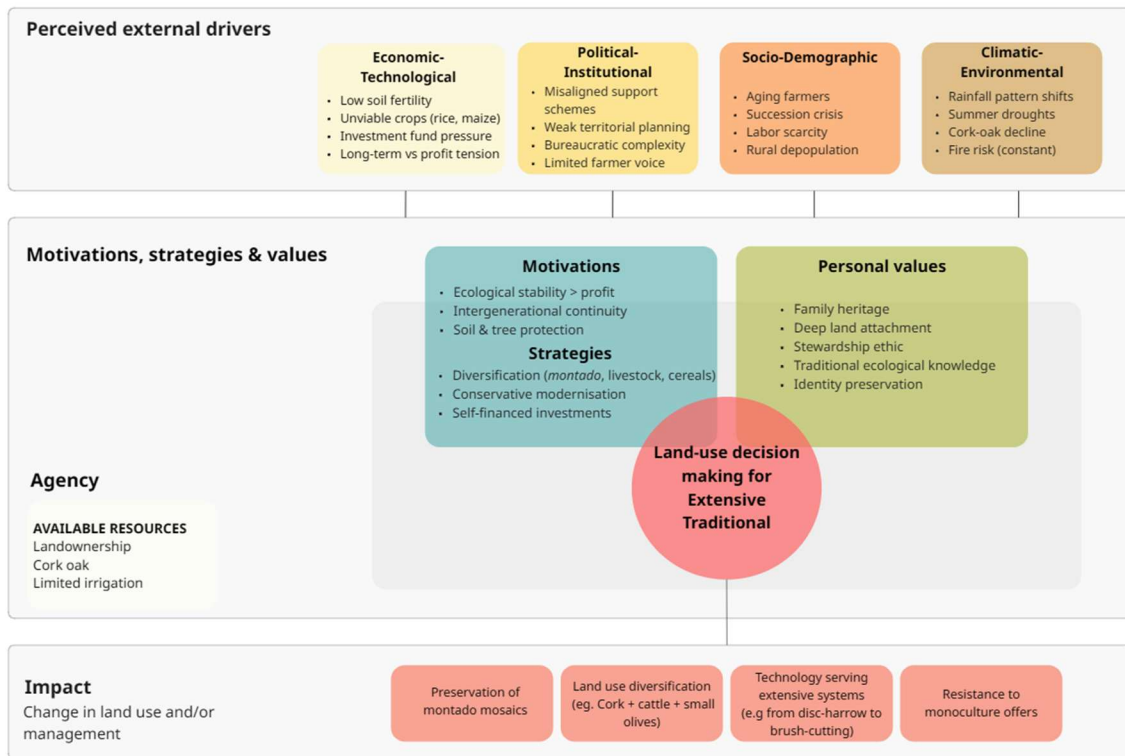 Perceived external drivers
Economic-
Technological
• Low soil fertility
• Unviable crops (rice, maize)
• Investment fund pressure
• Long-term vs profit tension
Political-
Institutional
• Misaligned support
schemes
• Weak territorial planning
• Bureaucratic complexity
• Limited farmer voice
Socio-Demographic
• Aging farmers
• Succession crisis
• Labor scarcity
• Rural depopulation
Climatic-
Environmental
• Rainfall pattern shifts
• Summer droughts
• Cork-oak decline
• Fire risk (constant)
Motivations, strategies & values
Motivations
• Ecological stability > profit
• Intergenerational continuity
• Soil & tree protection
Strategies
• Diversification (montado, livestock, cereals)
• Conservative modernisation
• Self-financed investments
Personal values
• Family heritage
• Deep land attachment
• Stewardship ethic
• Traditional ecological knowledge
• Identity preservation
Land-use decision
making for
Extensive
Traditional
Agency
AVAILABLE RESOURCES
Landownership
Cork oak
Limited irrigation
Impact
Change in land use and/or
management
Preservation of
montado mosaics
Land use diversification
(eg. Cork + cattle + small
olives)
Technology serving
extensive systems
(e.g from disc-harrow to
brush-cutting)
Resistance to
monoculture offers